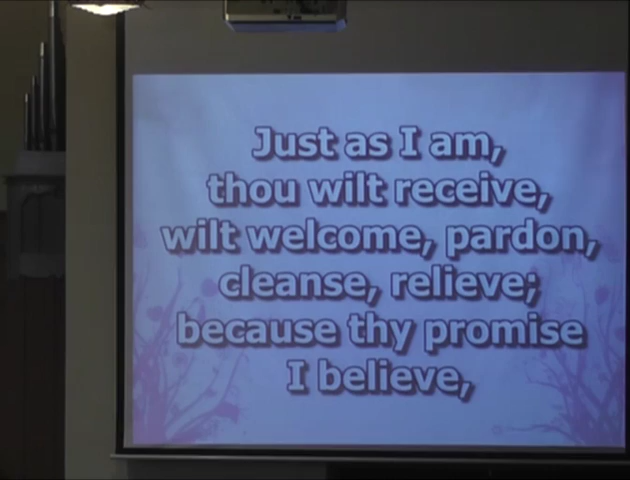 Just as I am,
thou wilt receive,
wilt welcome, pardon,
cleanse, relieve;
because thy promise
I believe,